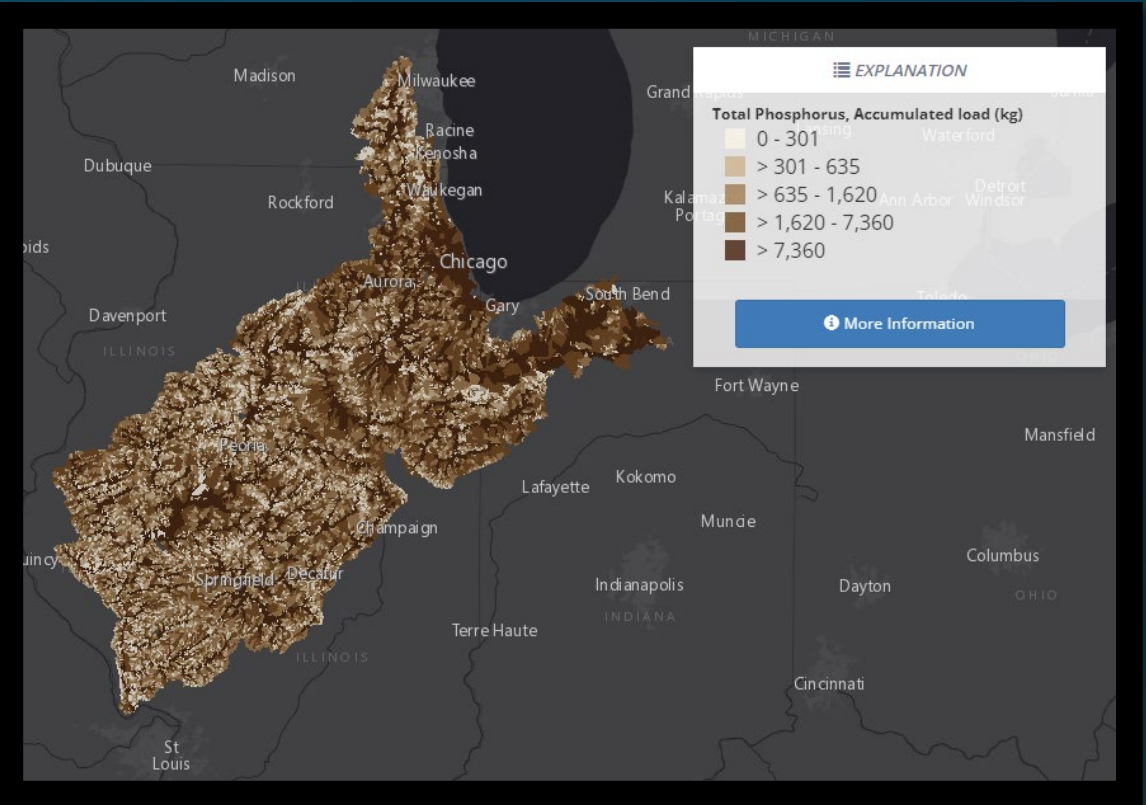 MICHIGAN
EXPLANATION
Total Phosphorus, Accumulated load (kg)
0 - 301
> 301 - 635
> 635 - 1,620
> 1,620 - 7,360
> 7,360
More Information
Madison
Milwaukee
Grand Rapids
Racine
Kenosha
Waterford
Dubuque
Waukegan
Detroit
Rockford
Ann Arbor
Windsor
Chicago
Aurora
South Bend
Gary
Toledo
Davenport
ILLINOIS
OHIO
Fort Wayne
Peoria
Mansfield
Kokomo
Lafayette
Champaign
Muncie
Columbus
Springfield
Decatur
Indianapolis
Dayton
OHIO
INDIANA
Terre Haute
ILLINOIS
Cincinnati
St
Louis